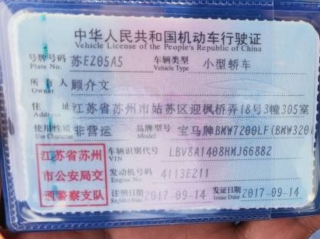 中华人民共和国机动车行驶证
Vehicle License of the People's Republic of China
号牌号码 苏EZ05A5 车辆类型 小型轿车
Plate No. Vehicle Type
所有人 顾介文
住址 江苏省苏州市姑苏区迎枫桥弄18号3幢305室
使用性质 非营运 品牌型号 宝马牌BMW7200LF(BMW320
江苏省苏州市公安局交警察支队
车辆识别代号 LBV8A1408HMJ66882
VIN
发动机号码 4113E211
Engine No.
注册日期 2017-09-14 发证日期 2017-09-14